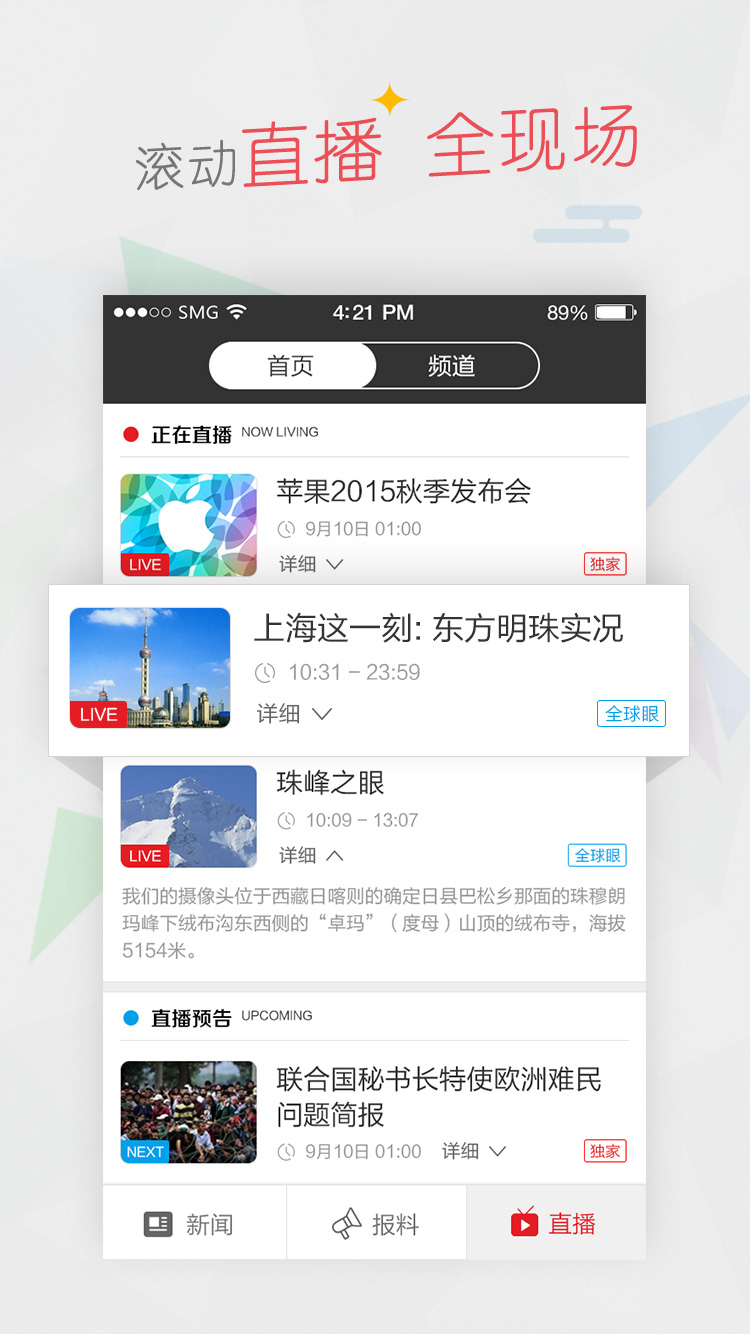 滚动直播 全现场
SMG 4:21 PM 89%
首页 频道
正在直播 NOW LIVING
苹果2015秋季发布会
9月10日 01:00
LIVE
详细 独家
上海这一刻: 东方明珠实况
10:31 – 23:59
LIVE
详细 全球眼
珠峰之眼
10:09 – 13:07
LIVE
详细 全球眼
我们的摄像头位于西藏日喀则的确定日县巴松乡那面的珠穆朗
玛峰下绒布沟东西侧的“卓玛”（度母）山顶的绒布寺，海拔
5154米。
直播预告 UPCOMING
联合国秘书长特使欧洲难民
问题简报
NEXT
9月10日 01:00 详细 独家
新闻 报料 直播